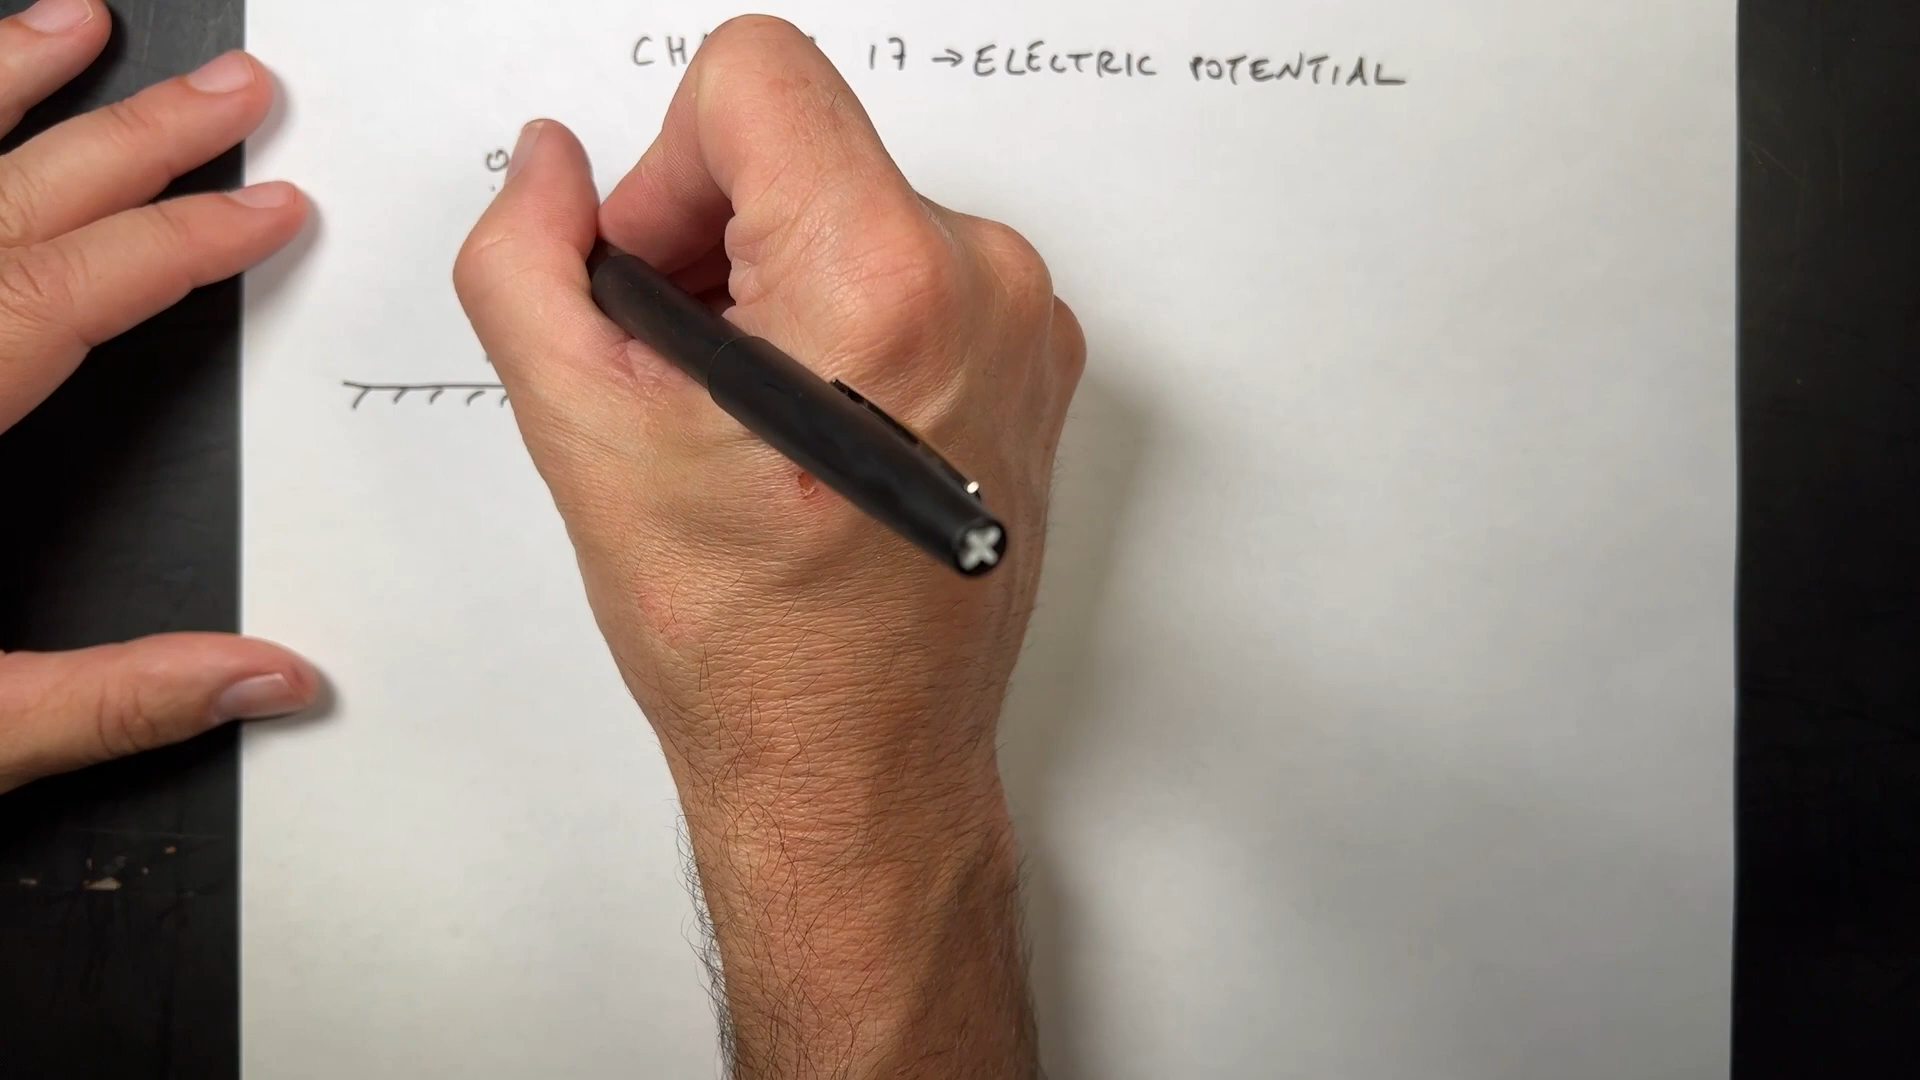 CH 17 → ELECTRIC POTENTIAL